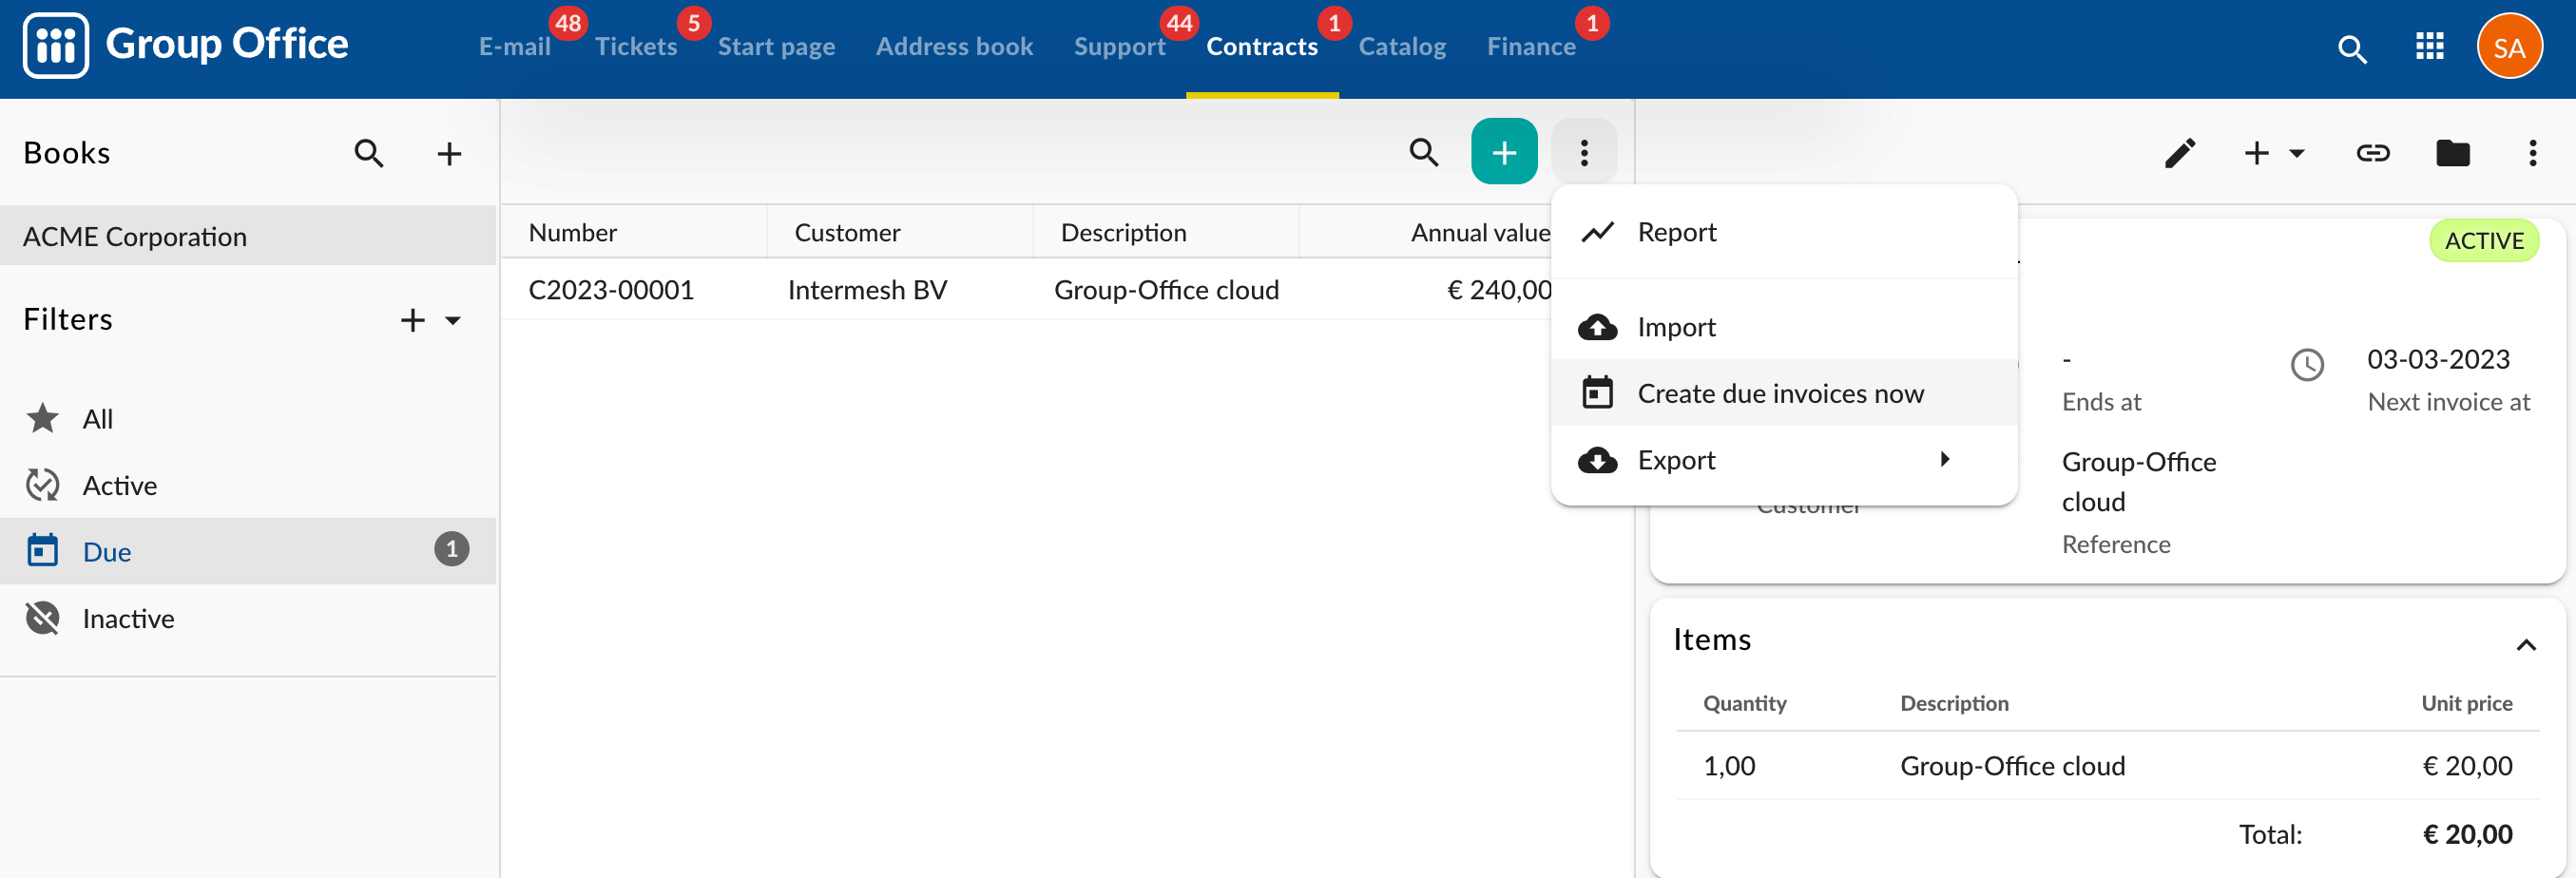 Group Office
E-mail 48 Tickets 5 Start page Address book Support 44 Contracts 1 Catalog Finance 1 SA
Books
ACME Corporation
Filters
All
Active
Due 1
Inactive
Number Customer Description Annual value
C2023-00001 Intermesh BV Group-Office cloud € 240,00
Report
Import
Create due invoices now
Export
ACTIVE
- 03-03-2023
Ends at Next invoice at
Group-Office
cloud
Customer
Reference
Items
Quantity Description Unit price
1,00 Group-Office cloud € 20,00
Total: € 20,00